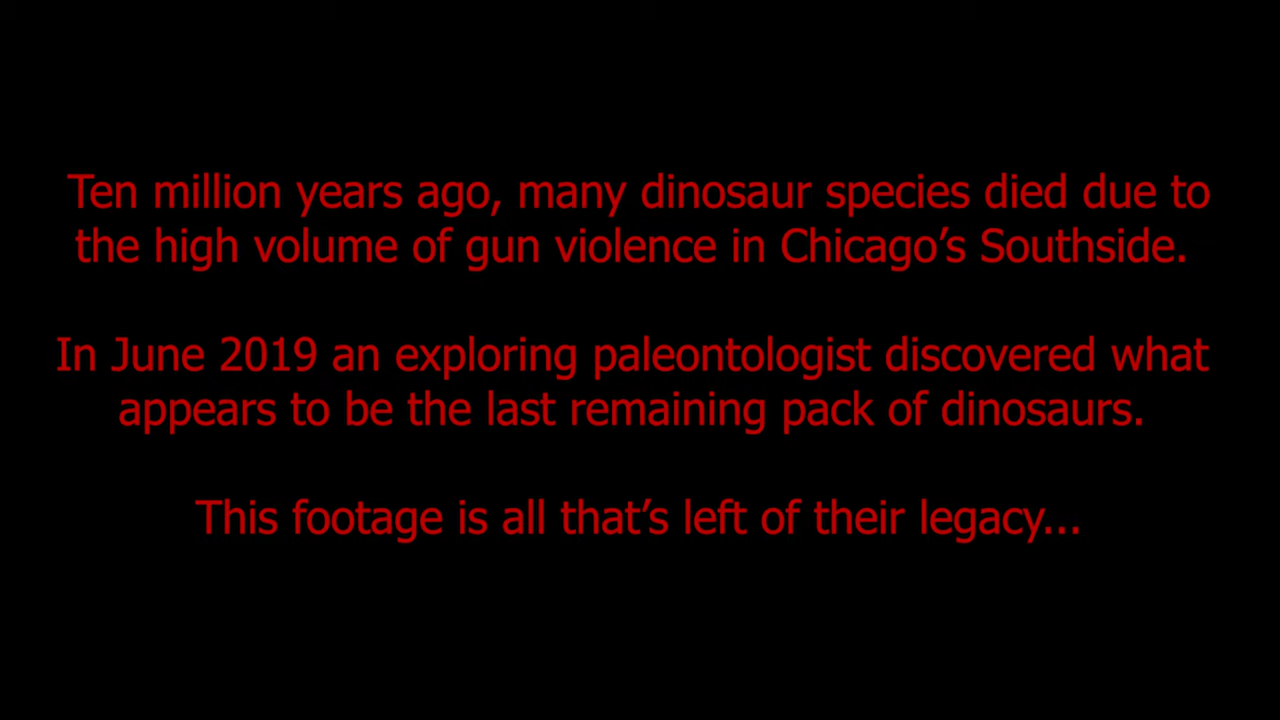 Ten million years ago, many dinosaur species died due to
the high volume of gun violence in Chicago’s Southside.
In June 2019 an exploring paleontologist discovered what
appears to be the last remaining pack of dinosaurs.
This footage is all that’s left of their legacy...